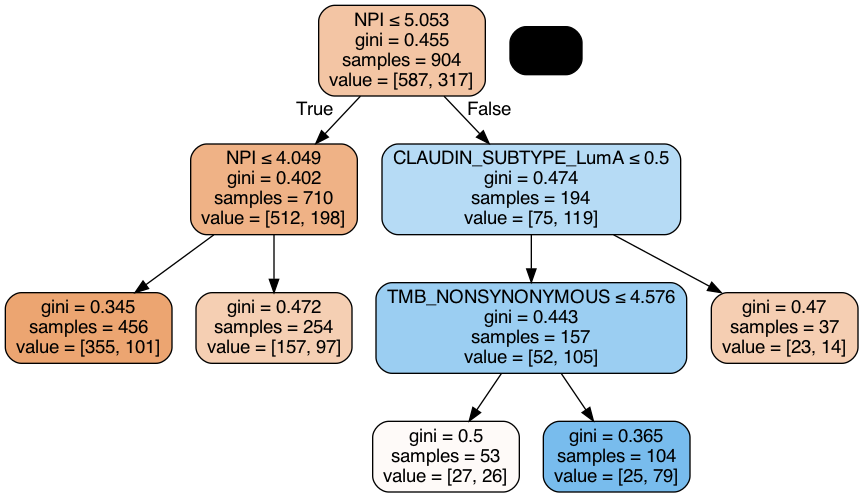 NPI ≤ 5.053
gini = 0.455
samples = 904
value = [587, 317]
True
False
NPI ≤ 4.049
gini = 0.402
samples = 710
value = [512, 198]
CLAUDIN_SUBTYPE_LumA ≤ 0.5
gini = 0.474
samples = 194
value = [75, 119]
gini = 0.345
samples = 456
value = [355, 101]
gini = 0.472
samples = 254
value = [157, 97]
TMB_NONSYNONYMOUS ≤ 4.576
gini = 0.443
samples = 157
value = [52, 105]
gini = 0.47
samples = 37
value = [23, 14]
gini = 0.5
samples = 53
value = [27, 26]
gini = 0.365
samples = 104
value = [25, 79]